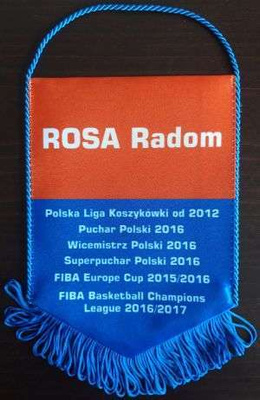 ROSA Radom
Polska Liga Koszykówki od 2012
Puchar Polski 2016
Wicemistrz Polski 2016
Superpuchar Polski 2016
FIBA Europe Cup 2015/2016
FIBA Basketball Champions
League 2016/2017